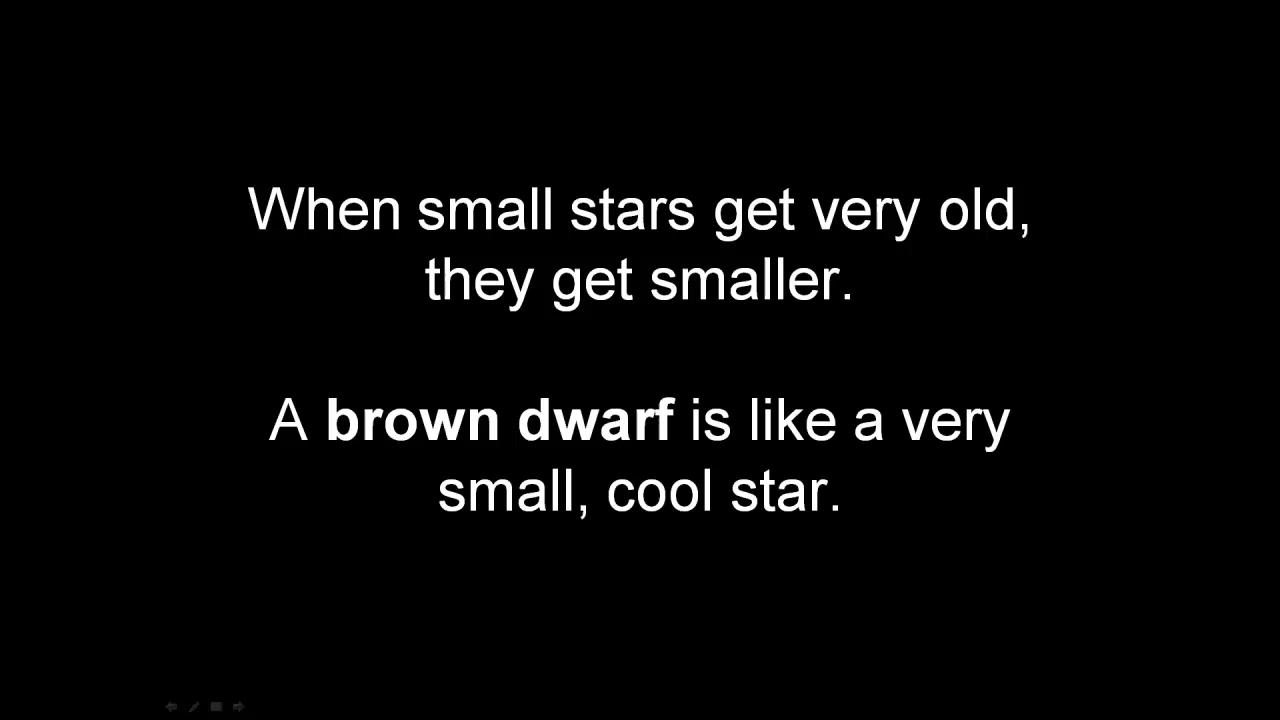 When small stars get very old,
they get smaller.
A brown dwarf is like a very
small, cool star.